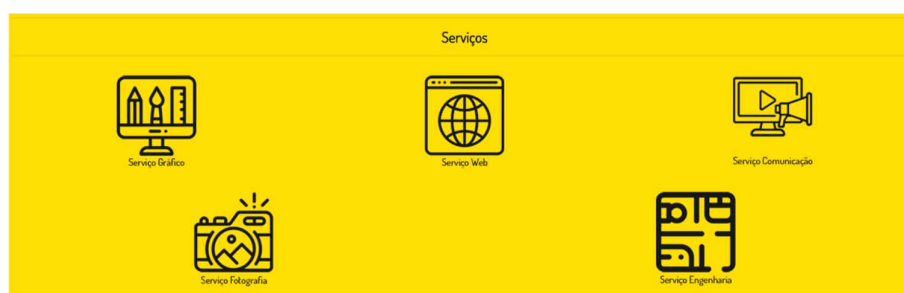 Serviços
Serviço Gráfico
Serviço Web
Serviço Comunicação
Serviço Fotografia
Serviço Engenharia